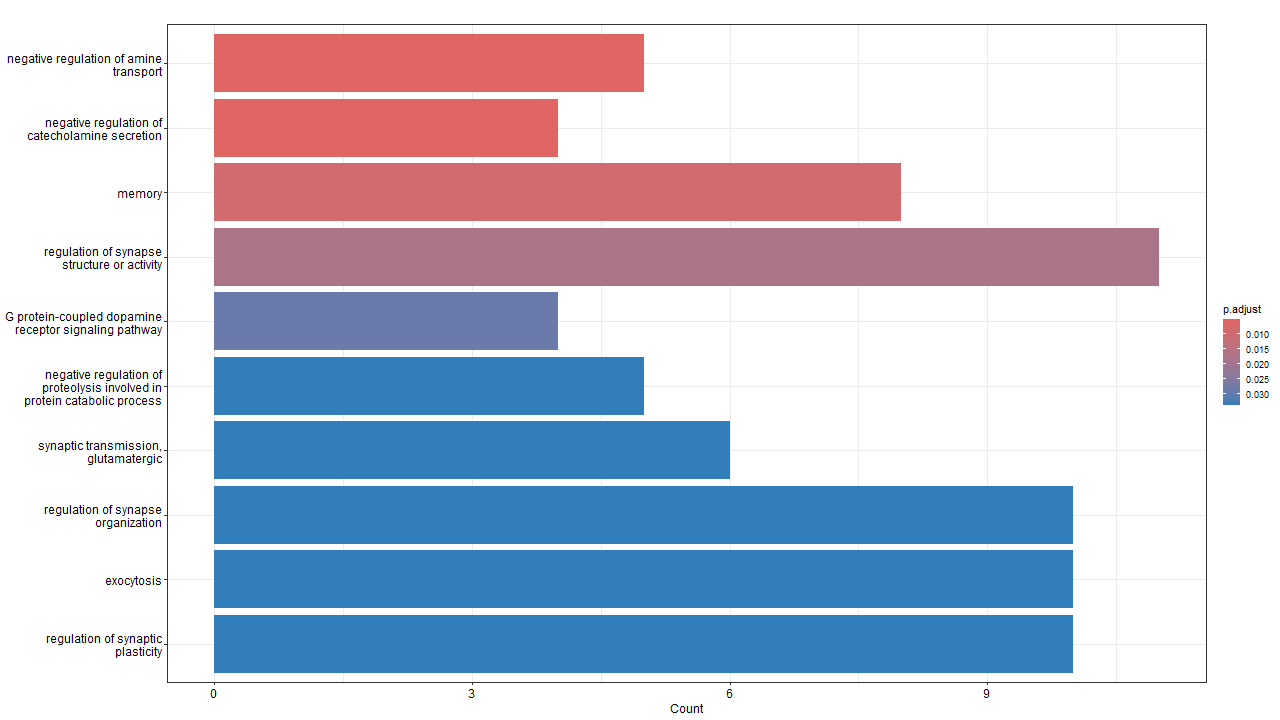 negative regulation of amine
transport
negative regulation of
catecholamine secretion
memory
regulation of synapse
structure or activity
G protein-coupled dopamine
receptor signaling pathway
negative regulation of
proteolysis involved in
protein catabolic process
synaptic transmission,
glutamatergic
regulation of synapse
organization
exocytosis
regulation of synaptic
plasticity
0 3 6 9
Count
p.adjust
0.010
0.015
0.020
0.025
0.030